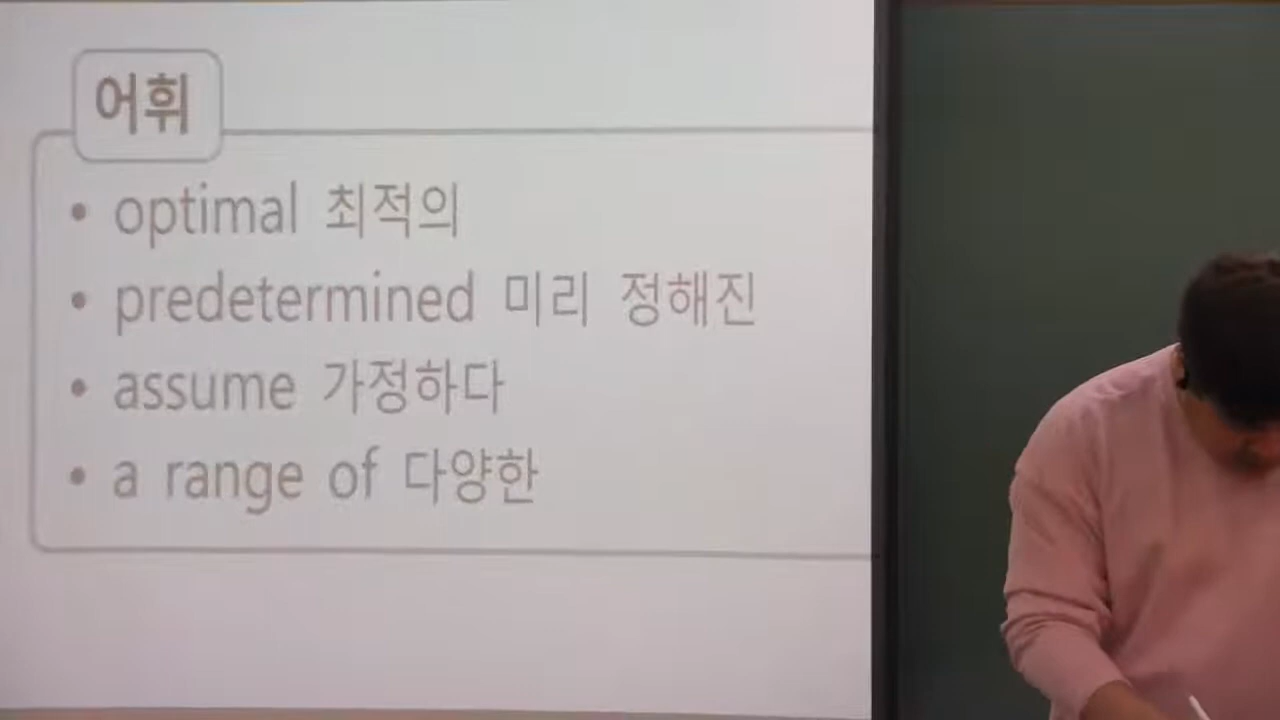 어휘
• optimal 최적의
• predetermined 미리 정해진
• assume 가정하다
• a range of 다양한